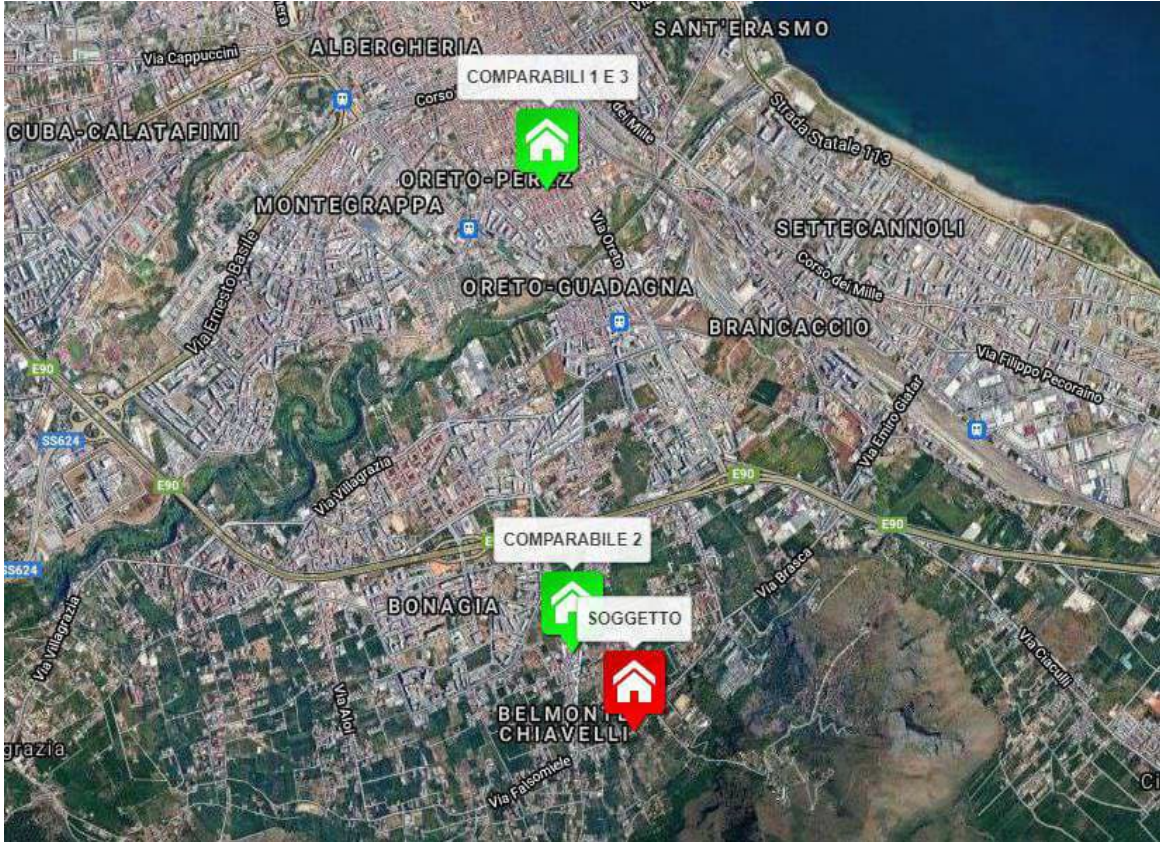 SANT'ERASMO
ALBERGHERIA
Via Cappuccini
COMPARABILI 1 E 3
Corso
dei Mille
Strada Statale 113
CUBA-CALATAFIMI
ORETO-PEREZ
MONTEGRAPPA
Via Oreto
SETTECANNOLI
Via Ernesto Basile
Corso dei Mille
ORETO-GUADAGNA
BRANCACCIO
Via Filippo Pecoraino
E90
Via Emiro Giafar
SS624
Via Villagrazia
E90
E90
E90
COMPARABILE 2
SS624
Via Brasca
BONAGIA
SOGGETTO
Via Villagrazia
Via Ciaculli
Via Aloi
BELMONTE
CHIAVELLI
grazia
Via Falsomiele
Ci